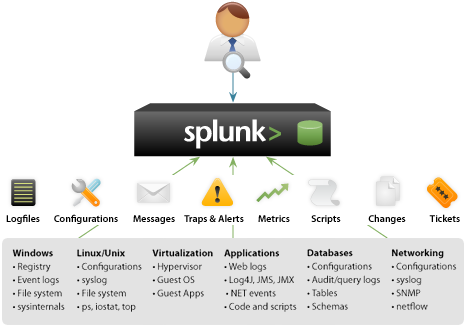 splunk>
Logfiles Configurations Messages Traps & Alerts Metrics Scripts Changes Tickets
Windows
• Registry
• Event logs
• File system
• sysinternals
Linux/Unix
• Configurations
• syslog
• File system
• ps, iostat, top
Virtualization
• Hypervisor
• Guest OS
• Guest Apps
Applications
• Web logs
• Log4J, JMS, JMX
• .NET events
• Code and scripts
Databases
• Configurations
• Audit/query logs
• Tables
• Schemas
Networking
• Configurations
• syslog
• SNMP
• netflow